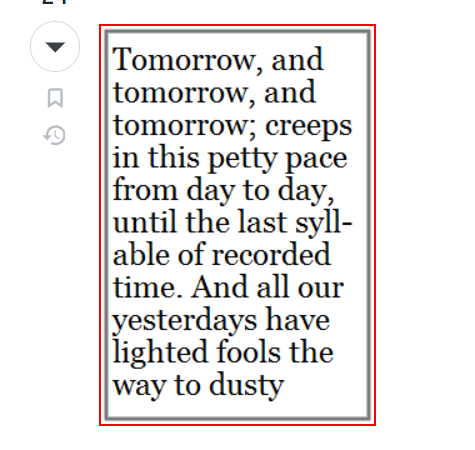 Tomorrow, and
tomorrow, and
tomorrow; creeps
in this petty pace
from day to day,
until the last syll-
able of recorded
time. And all our
yesterdays have
lighted fools the
way to dusty